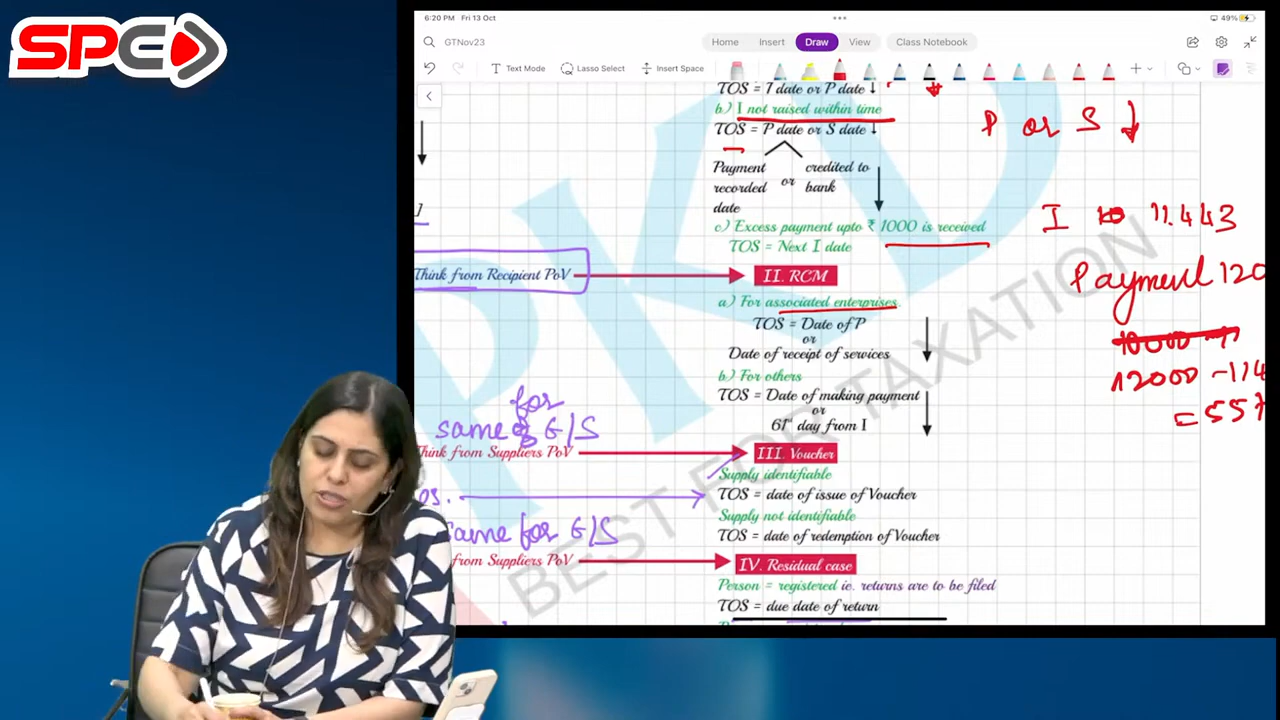 SPC
6:20 PM Fri 13 Oct
49%
GTNov23
Home Insert Draw View Class Notebook
Text Mode Lasso Select Insert Space
TOS = I date or P date ↓
b) I not raised within time
TOS = P date or S date ↓
Payment recorded date or credited to bank
c) Excess payment upto ₹ 1000 is received
TOS = Next I date
P or S ↓
I 11,443
Payment 120
12000 - 114
= 557
Think from Recipient PoV
II. RCM
a) For associated enterprises.
TOS = Date of P
or
Date of receipt of services
b) For others
TOS = Date of making payment
or
61st day from I
for
same G/S
Think from Suppliers PoV
III. Voucher
Supply identifiable
os.
TOS = date of issue of Voucher
Supply not identifiable
same for G/S
TOS = date of redemption of Voucher
from Suppliers PoV
IV. Residual case
Person = registered ie. returns are to be filed
TOS = due date of return
PKD
BEST FOR TAXATION